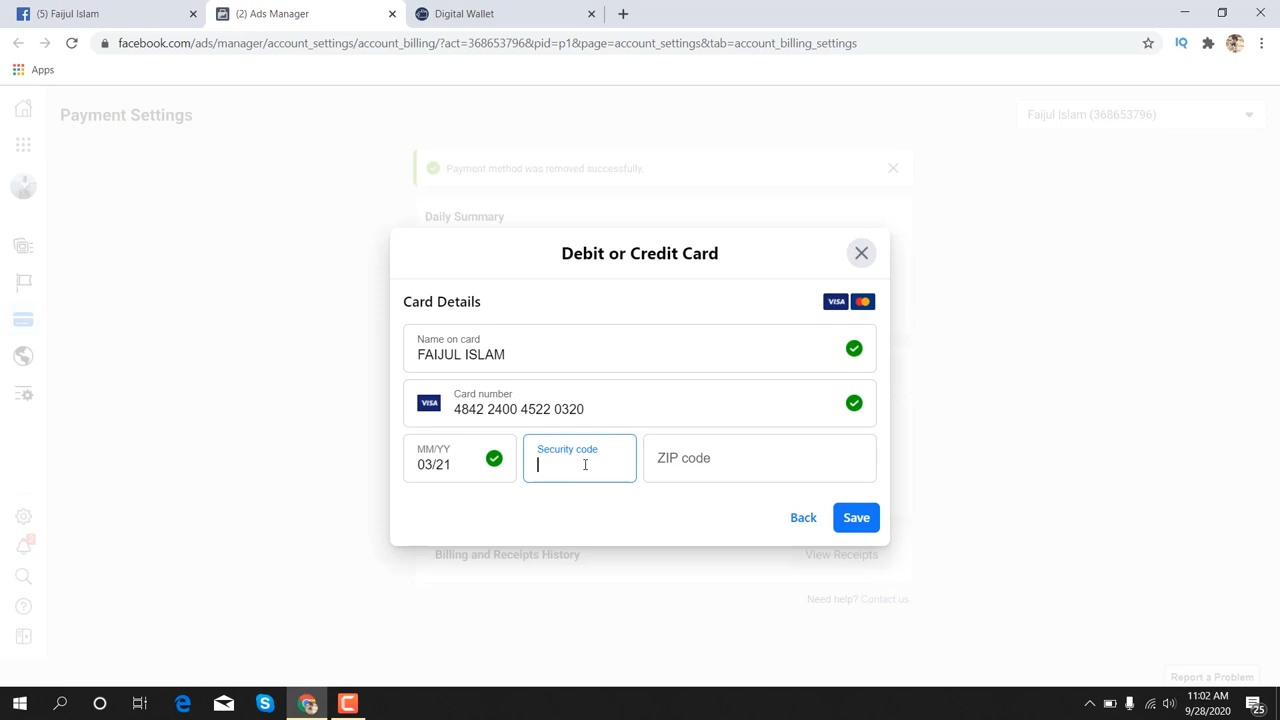 (5) Faijul Islam
(2) Ads Manager
Digital Wallet
facebook.com/ads/manager/account_settings/account_billing/?act=368653796&pid=p1&page=account_settings&tab=account_billing_settings
IQ
Apps
Payment Settings
Faijul Islam (368653796)
Payment method was removed successfully.
Daily Summary
Debit or Credit Card
Card Details
VISA
Name on card
FAIJUL ISLAM
VISA
Card number
4842 2400 4522 0320
MM/YY
03/21
Security code
ZIP code
Back
Save
Billing and Receipts History
View Receipts
Need help? Contact us.
Report a Problem
11:02 AM
9/28/2020
25